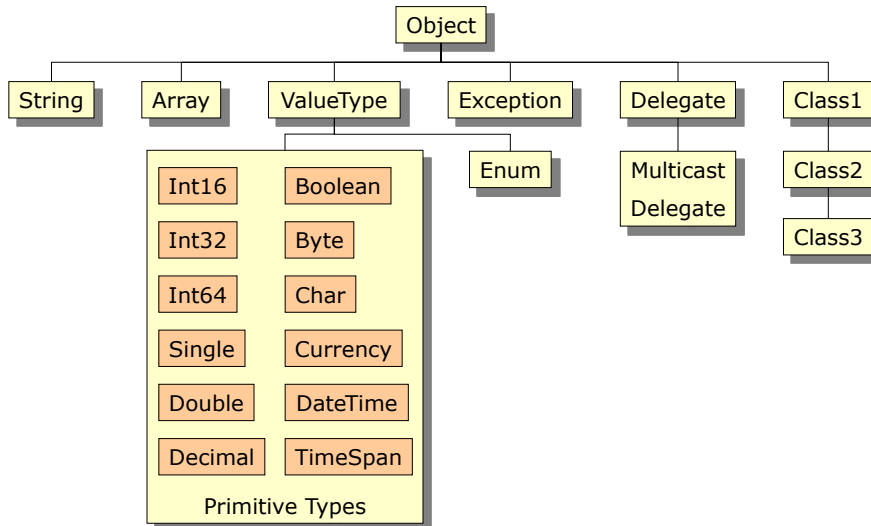 Object
String
Array
ValueType
Exception
Delegate
Class1
Int16
Boolean
Int32
Byte
Int64
Char
Single
Currency
Double
DateTime
Decimal
TimeSpan
Primitive Types
Enum
Multicast
Delegate
Class2
Class3